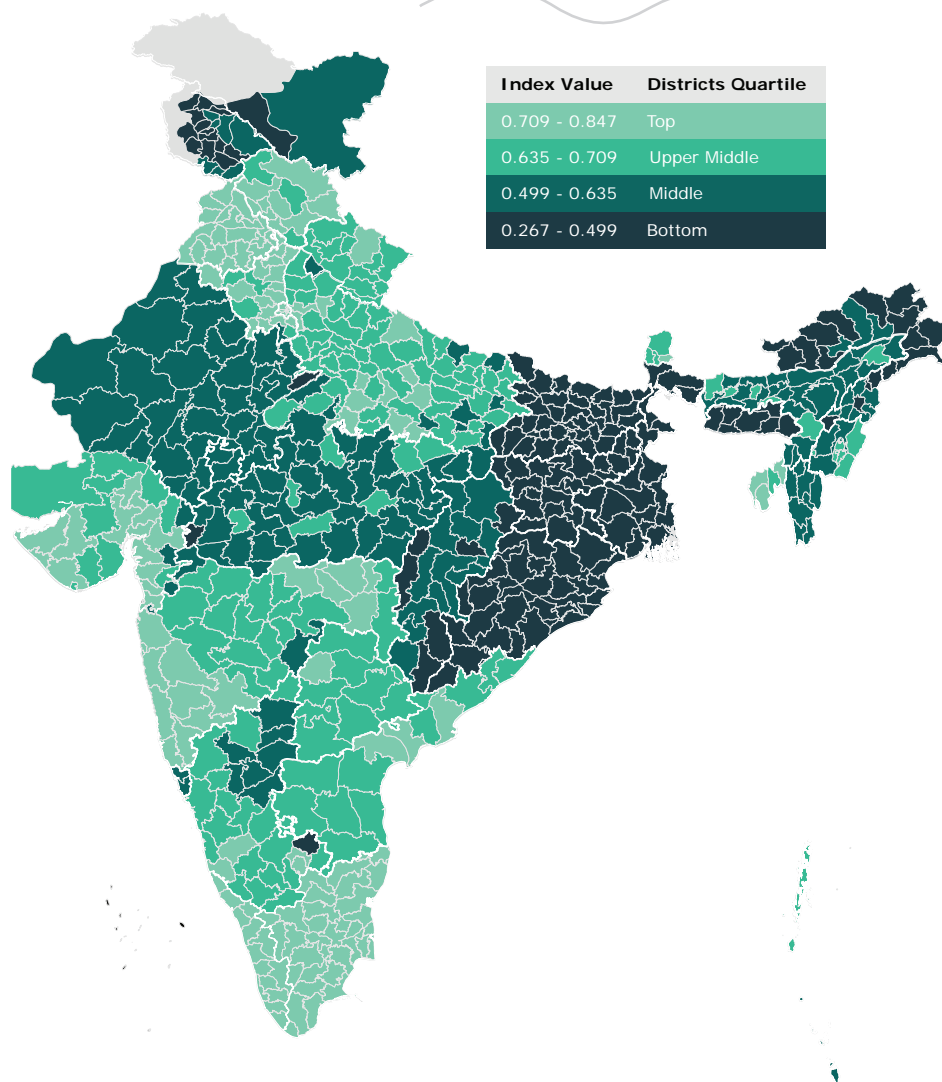 Index Value Districts Quartile
0.709 - 0.847 Top
0.635 - 0.709 Upper Middle
0.499 - 0.635 Middle
0.267 - 0.499 Bottom